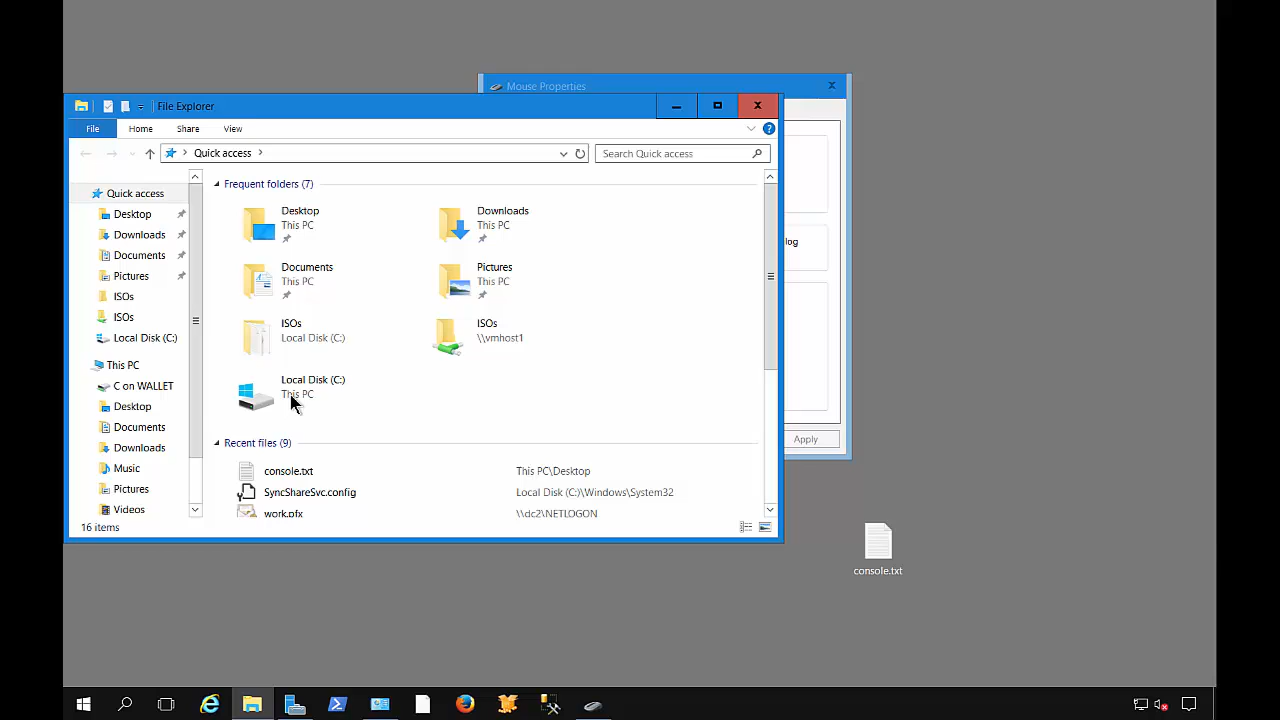 Mouse Properties
File Explorer
File Home Share View
Quick access
Search Quick access
Quick access
Desktop
Downloads
Documents
Pictures
ISOs
ISOs
Local Disk (C:)
This PC
C on WALLET
Desktop
Documents
Downloads
Music
Pictures
Videos
Frequent folders (7)
Desktop
This PC
Downloads
This PC
Documents
This PC
Pictures
This PC
ISOs
Local Disk (C:)
ISOs
\\vmhost1
Local Disk (C:)
This PC
Recent files (9)
console.txt This PC\Desktop
SyncShareSvc.config Local Disk (C:)\Windows\System32
work.pfx \\dc2\NETLOGON
16 items
log
Apply
console.txt